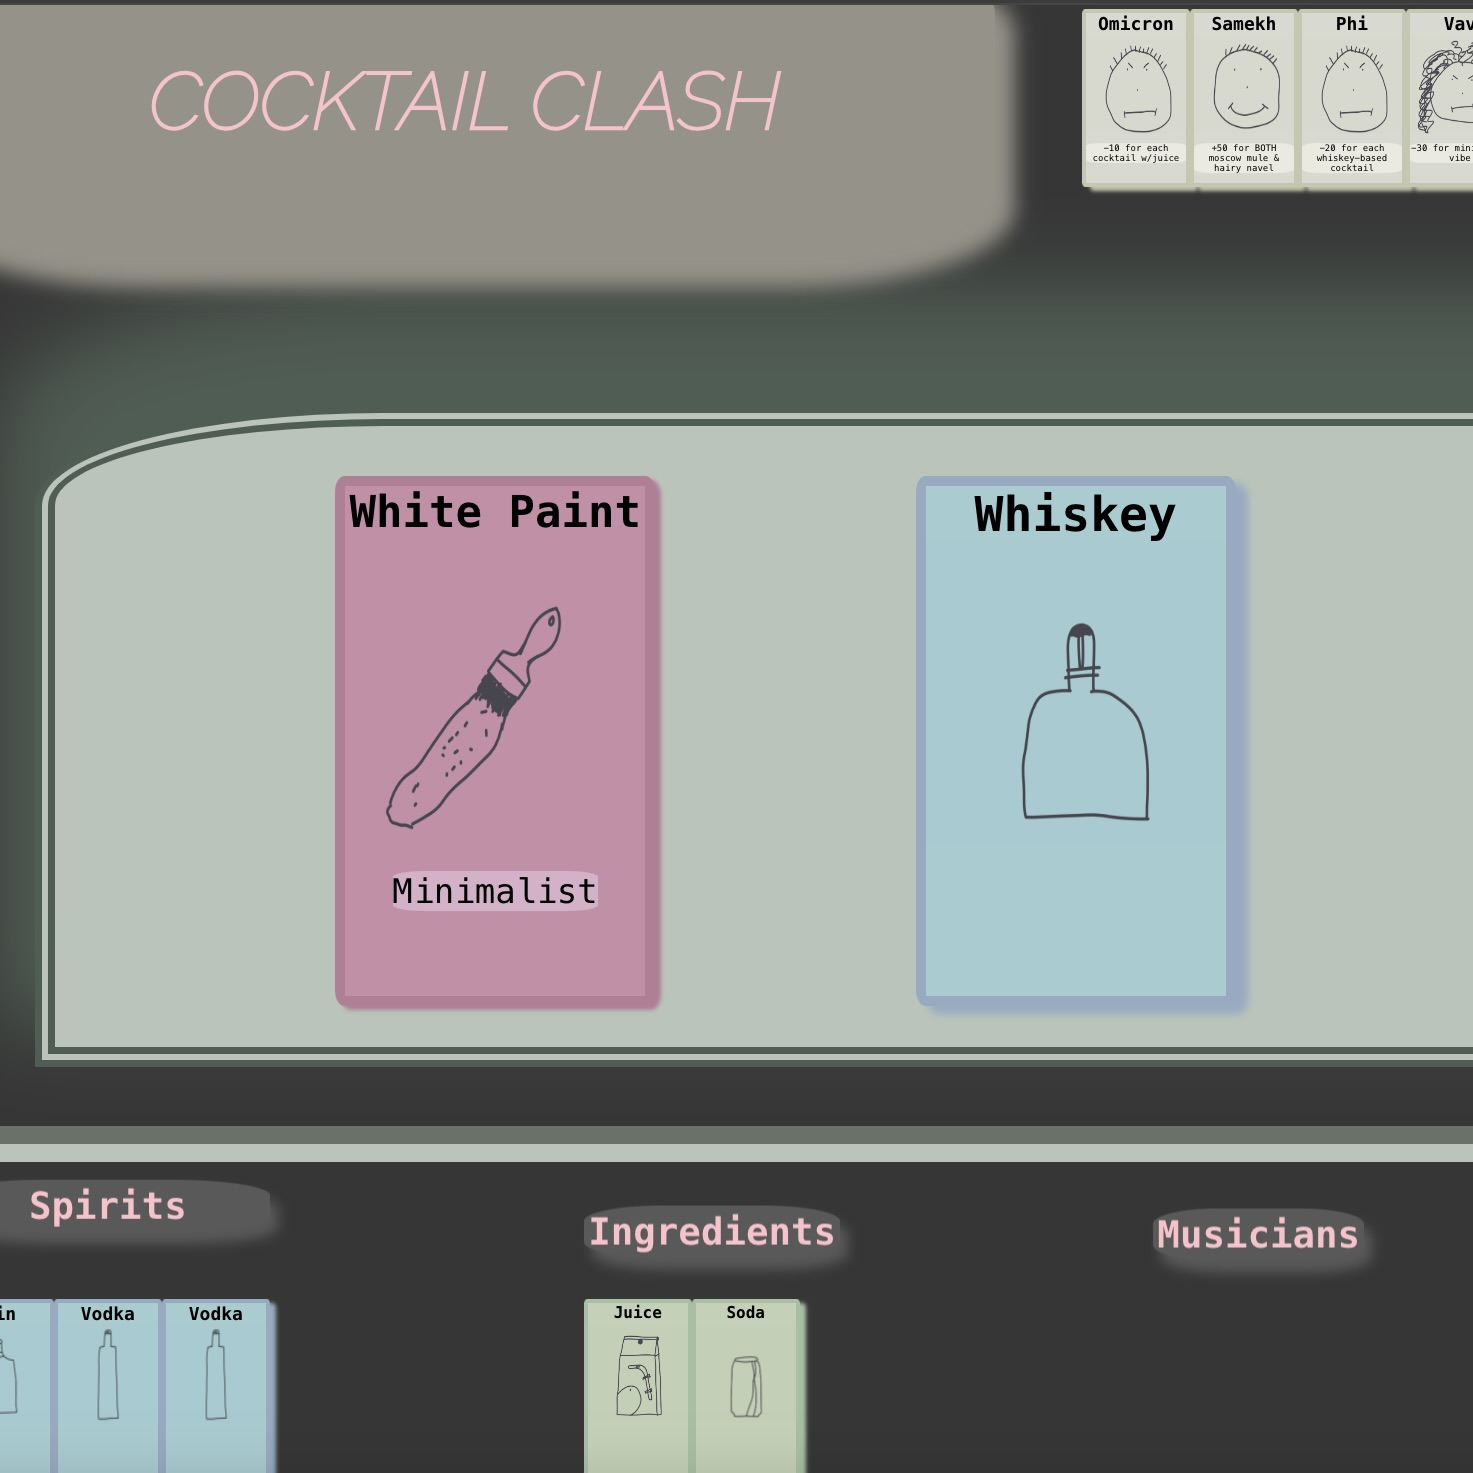 COCKTAIL CLASH
Omicron
−10 for each
cocktail w/juice
Samekh
+50 for BOTH
moscow mule &
hairy navel
Phi
−20 for each
whiskey−based
cocktail
Vav
−30 for mini
vibe
White Paint
Minimalist
Whiskey
Spirits
Ingredients
Musicians
in
Vodka
Vodka
Juice
Soda